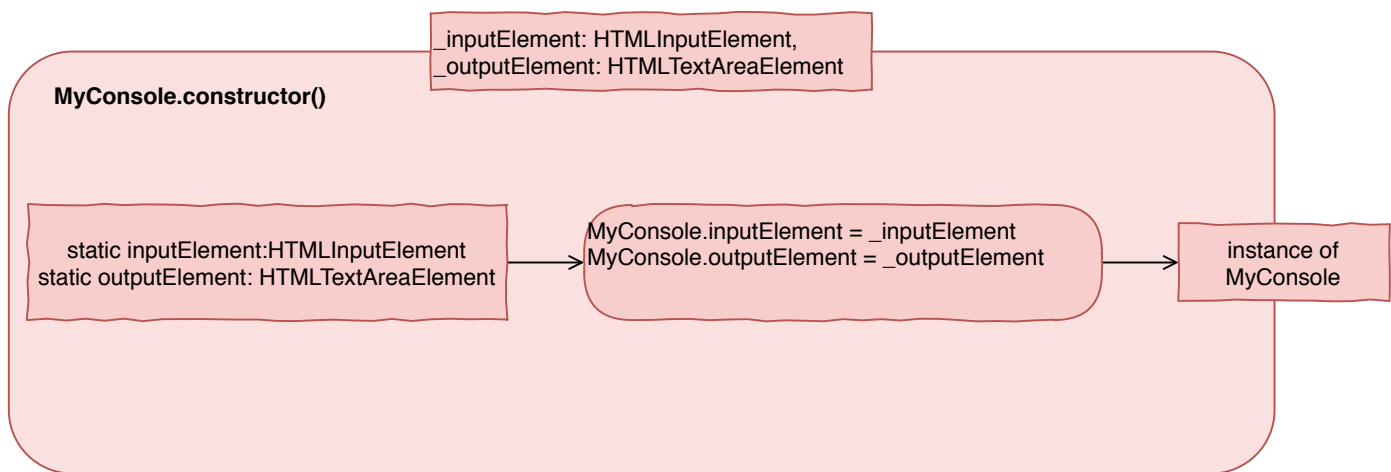 _inputElement: HTMLInputElement,
_outputElement: HTMLTextAreaElement
MyConsole.constructor()
static inputElement:HTMLInputElement
static outputElement: HTMLTextAreaElement
MyConsole.inputElement = _inputElement
MyConsole.outputElement = _outputElement
instance of
MyConsole